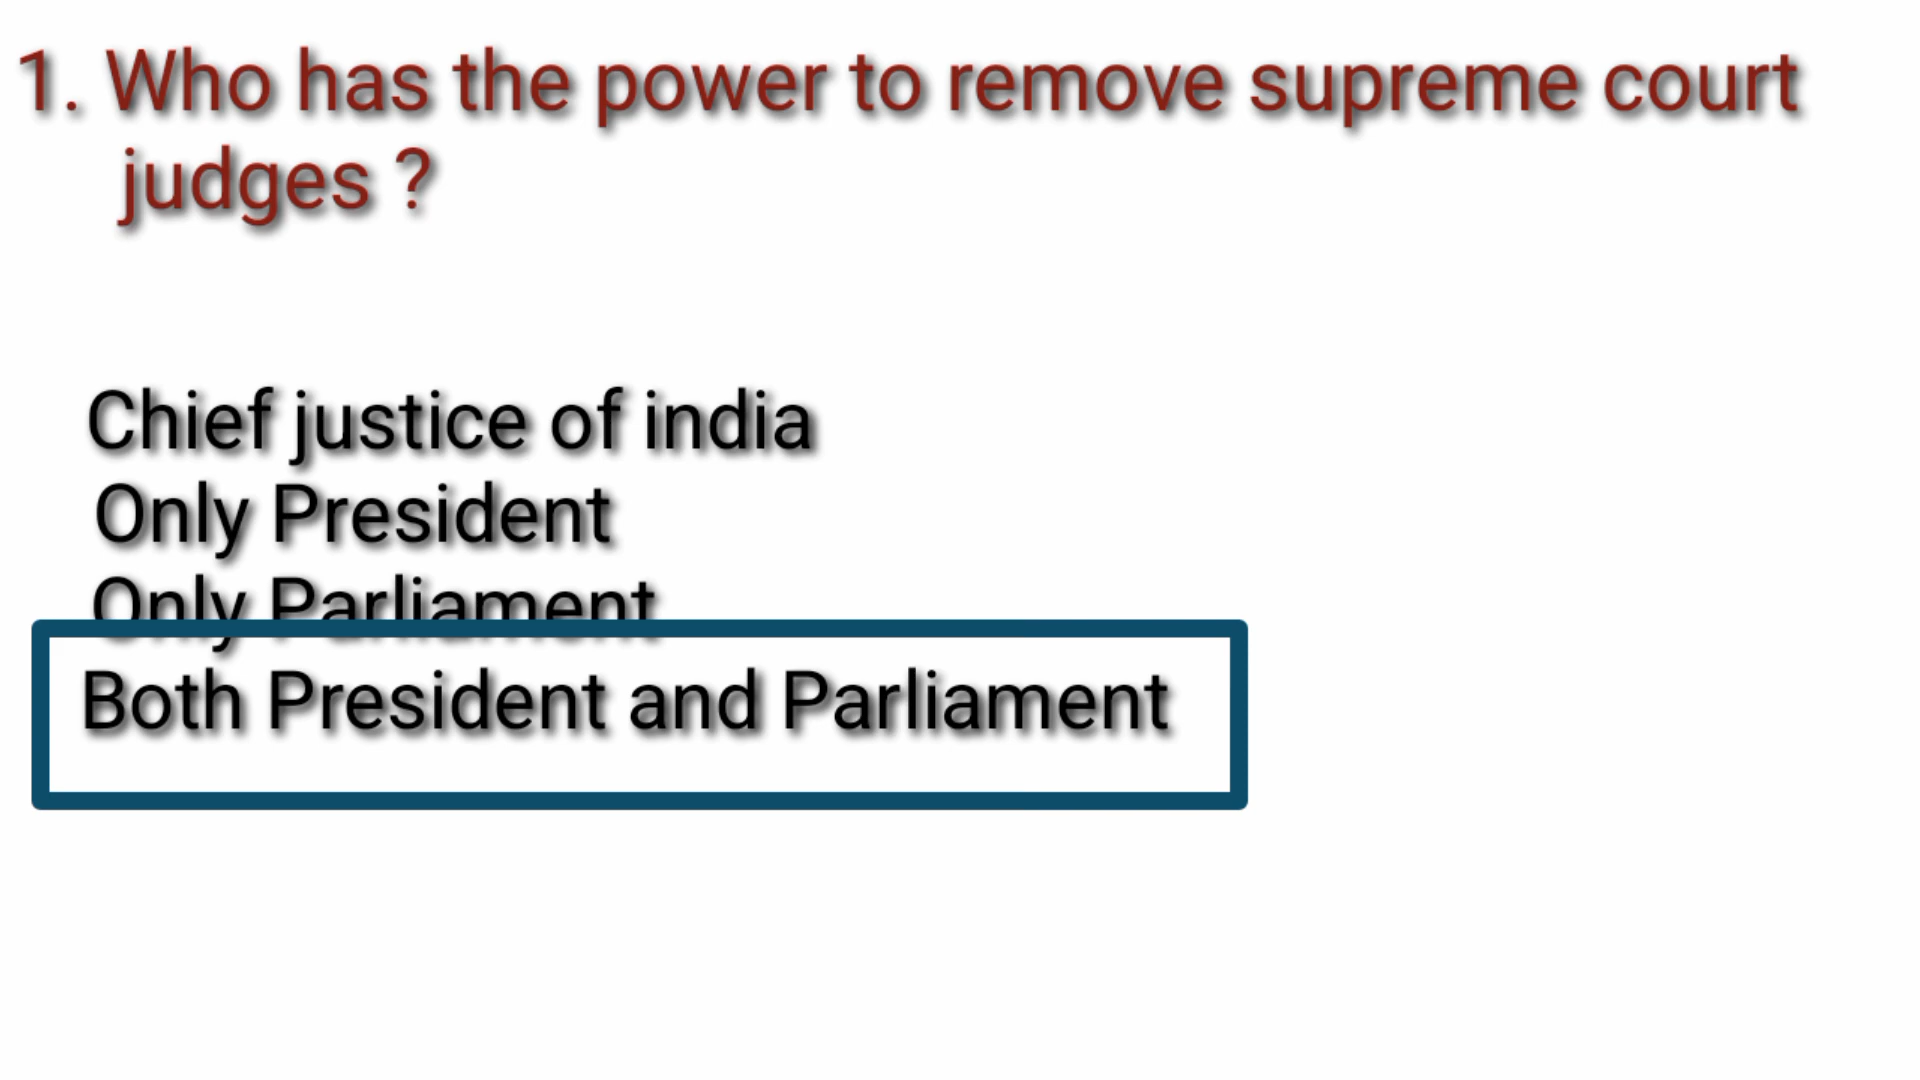 1. Who has the power to remove supreme court
judges ?
Chief justice of india
Only President
Only Parliament
Both President and Parliament